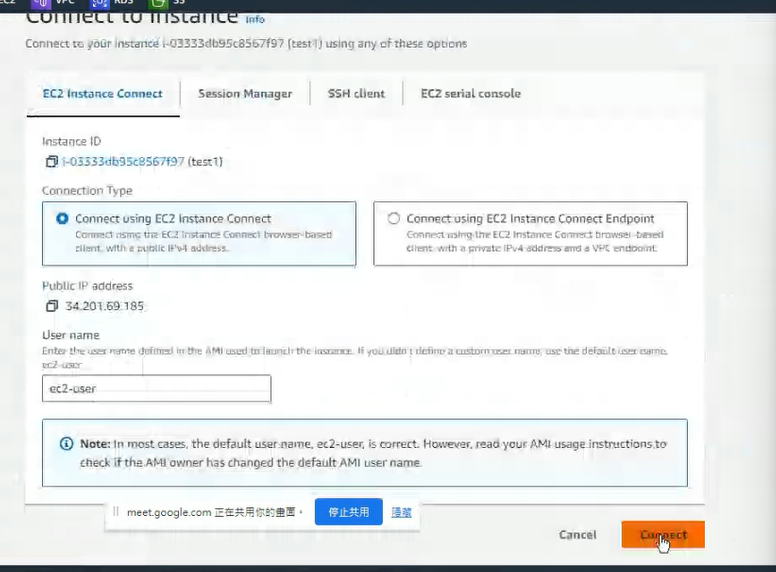 EC2 VPC RDS S3
Connect to instance Info
Connect to your instance i-03333db95c8567f97 (test1) using any of these options
EC2 Instance Connect Session Manager SSH client EC2 serial console
Instance ID
i-03333db95c8567f97 (test1)
Connection Type
Connect using EC2 Instance Connect Connect using EC2 Instance Connect Endpoint
Connect using the EC2 Instance Connect browser-based Connect using the EC2 Instance Connect browser-based
client, with a public IPv4 address. client, with a private IPv4 address and a VPC endpoint.
Public IP address
34.201.69.185
User name
Enter the user name defined in the AMI used to launch the instance. If you didn't define a custom user name, use the default user name,
ec2-user
ec2-user
Note: In most cases, the default user name, ec2-user, is correct. However, read your AMI usage instructions to
check if the AMI owner has changed the default AMI user name.
meet.google.com 正在共用你的畫面。 停止共用 隱藏
Cancel Connect